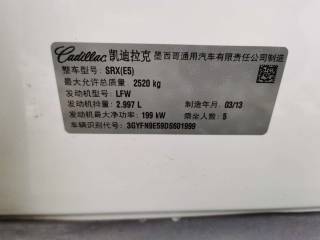 Cadillac 凯迪拉克 墨西哥通用汽车有限责任公司制造
整车型号: SRX(E5)
最大允许总质量: 2520 kg
发动机型号: LFW
发动机排量: 2.997 L 制造年月: 03/13
发动机最大净功率: 199 kW 乘坐人数: 5
车辆识别代号: 3GYFN9E59DS601999